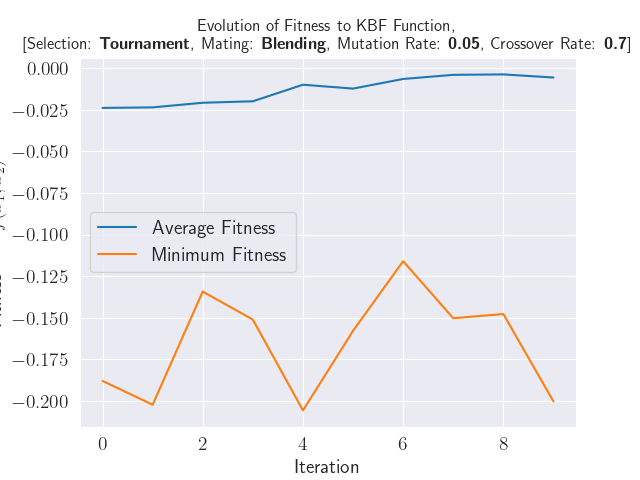 Evolution of Fitness to KBF Function,
[Selection: Tournament, Mating: Blending, Mutation Rate: 0.05, Crossover Rate: 0.7]
0.000
−0.025
−0.050
−0.075
−0.100
−0.125
−0.150
−0.175
−0.200
Average Fitness
Minimum Fitness
0 2 4 6 8
Iteration